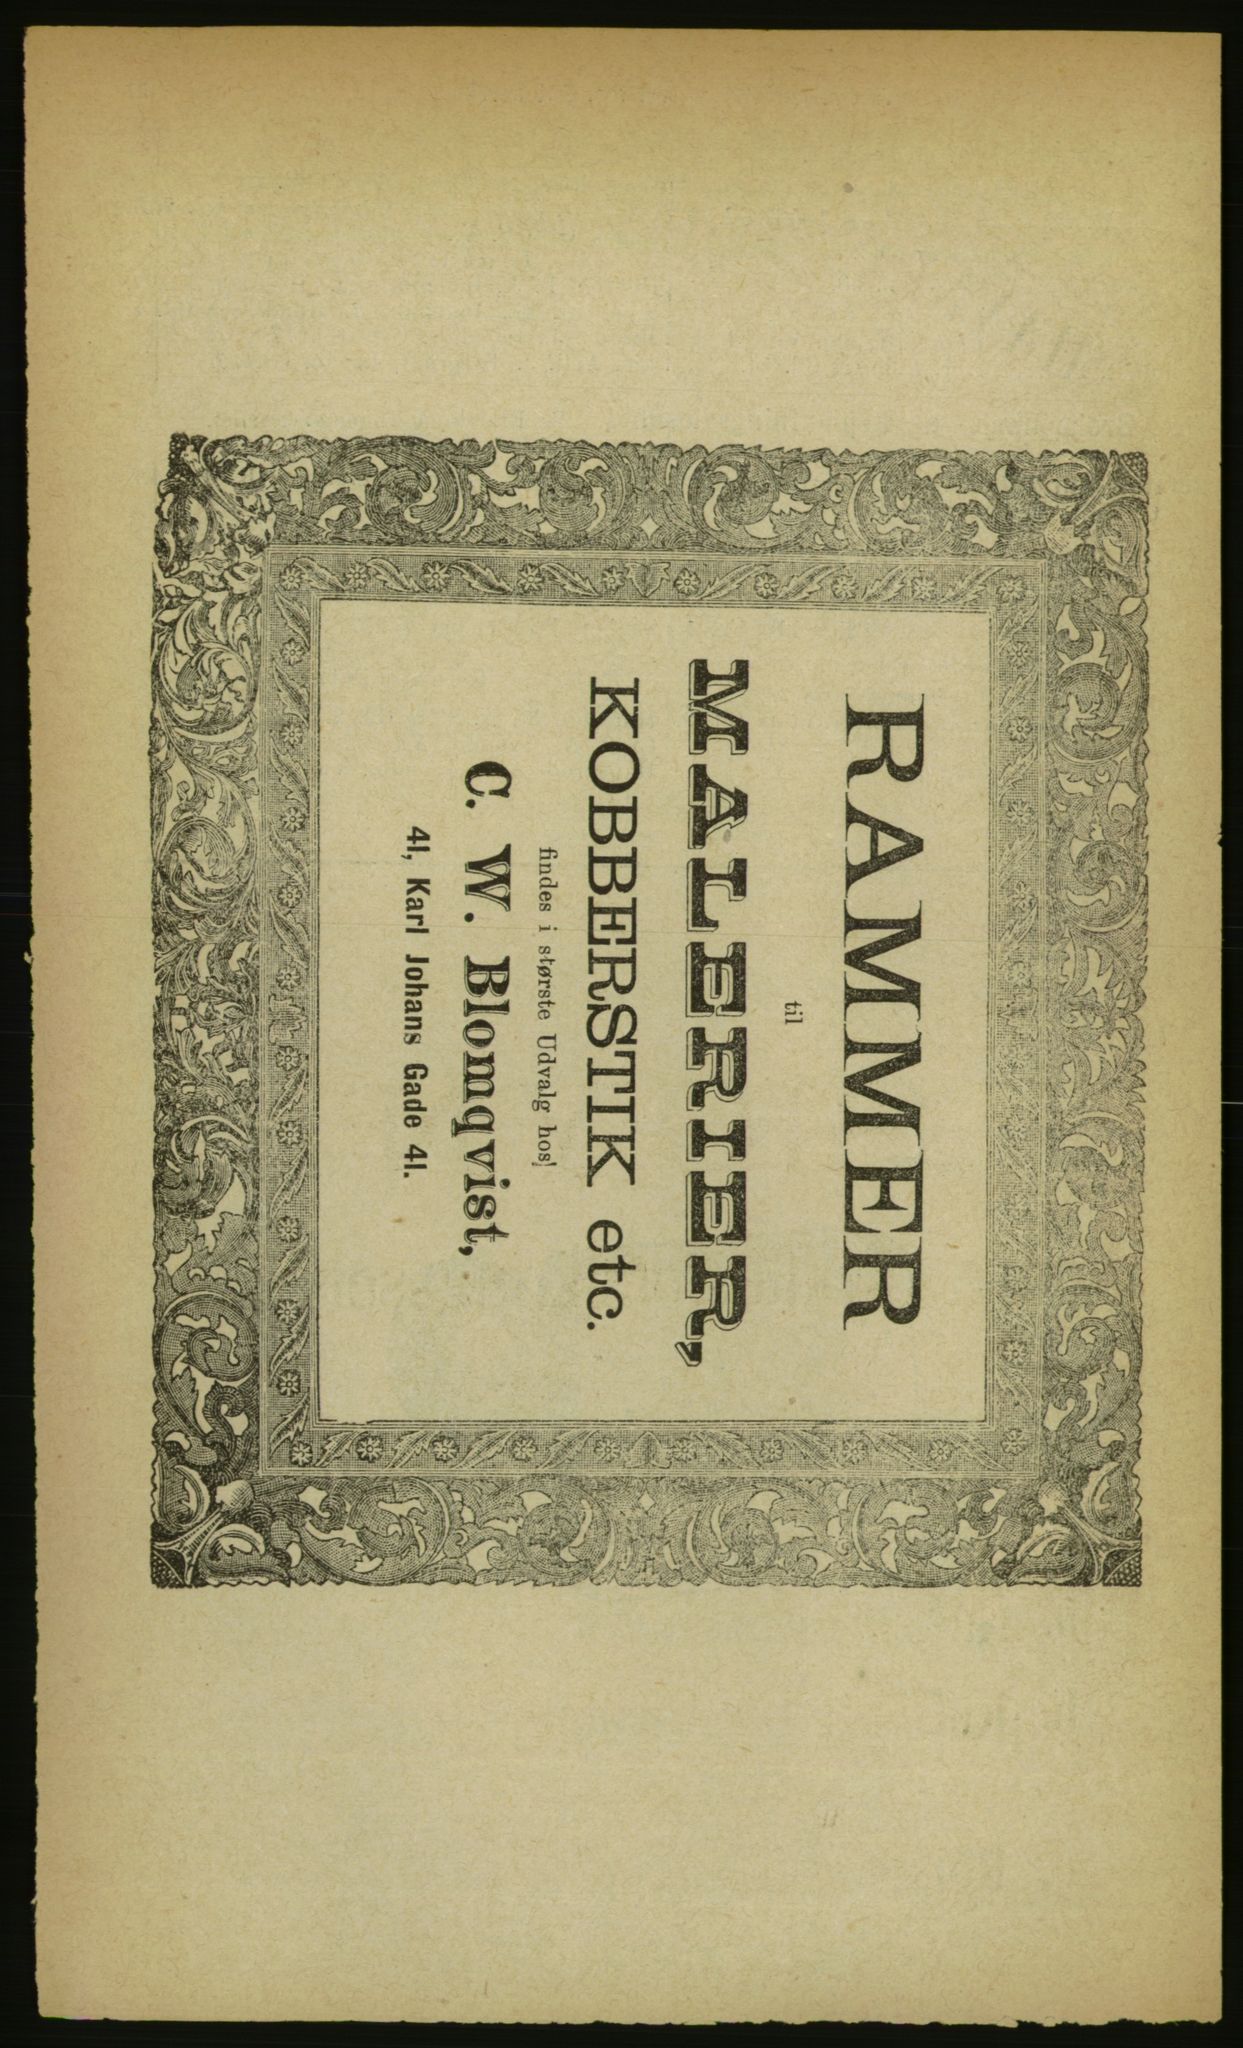 RAMMER
til
MALERIER,
KOBBERSTIK etc.
findes i største Udvalg hos!
C. W. Blomqvist,
41, Karl Johans Gade 41.